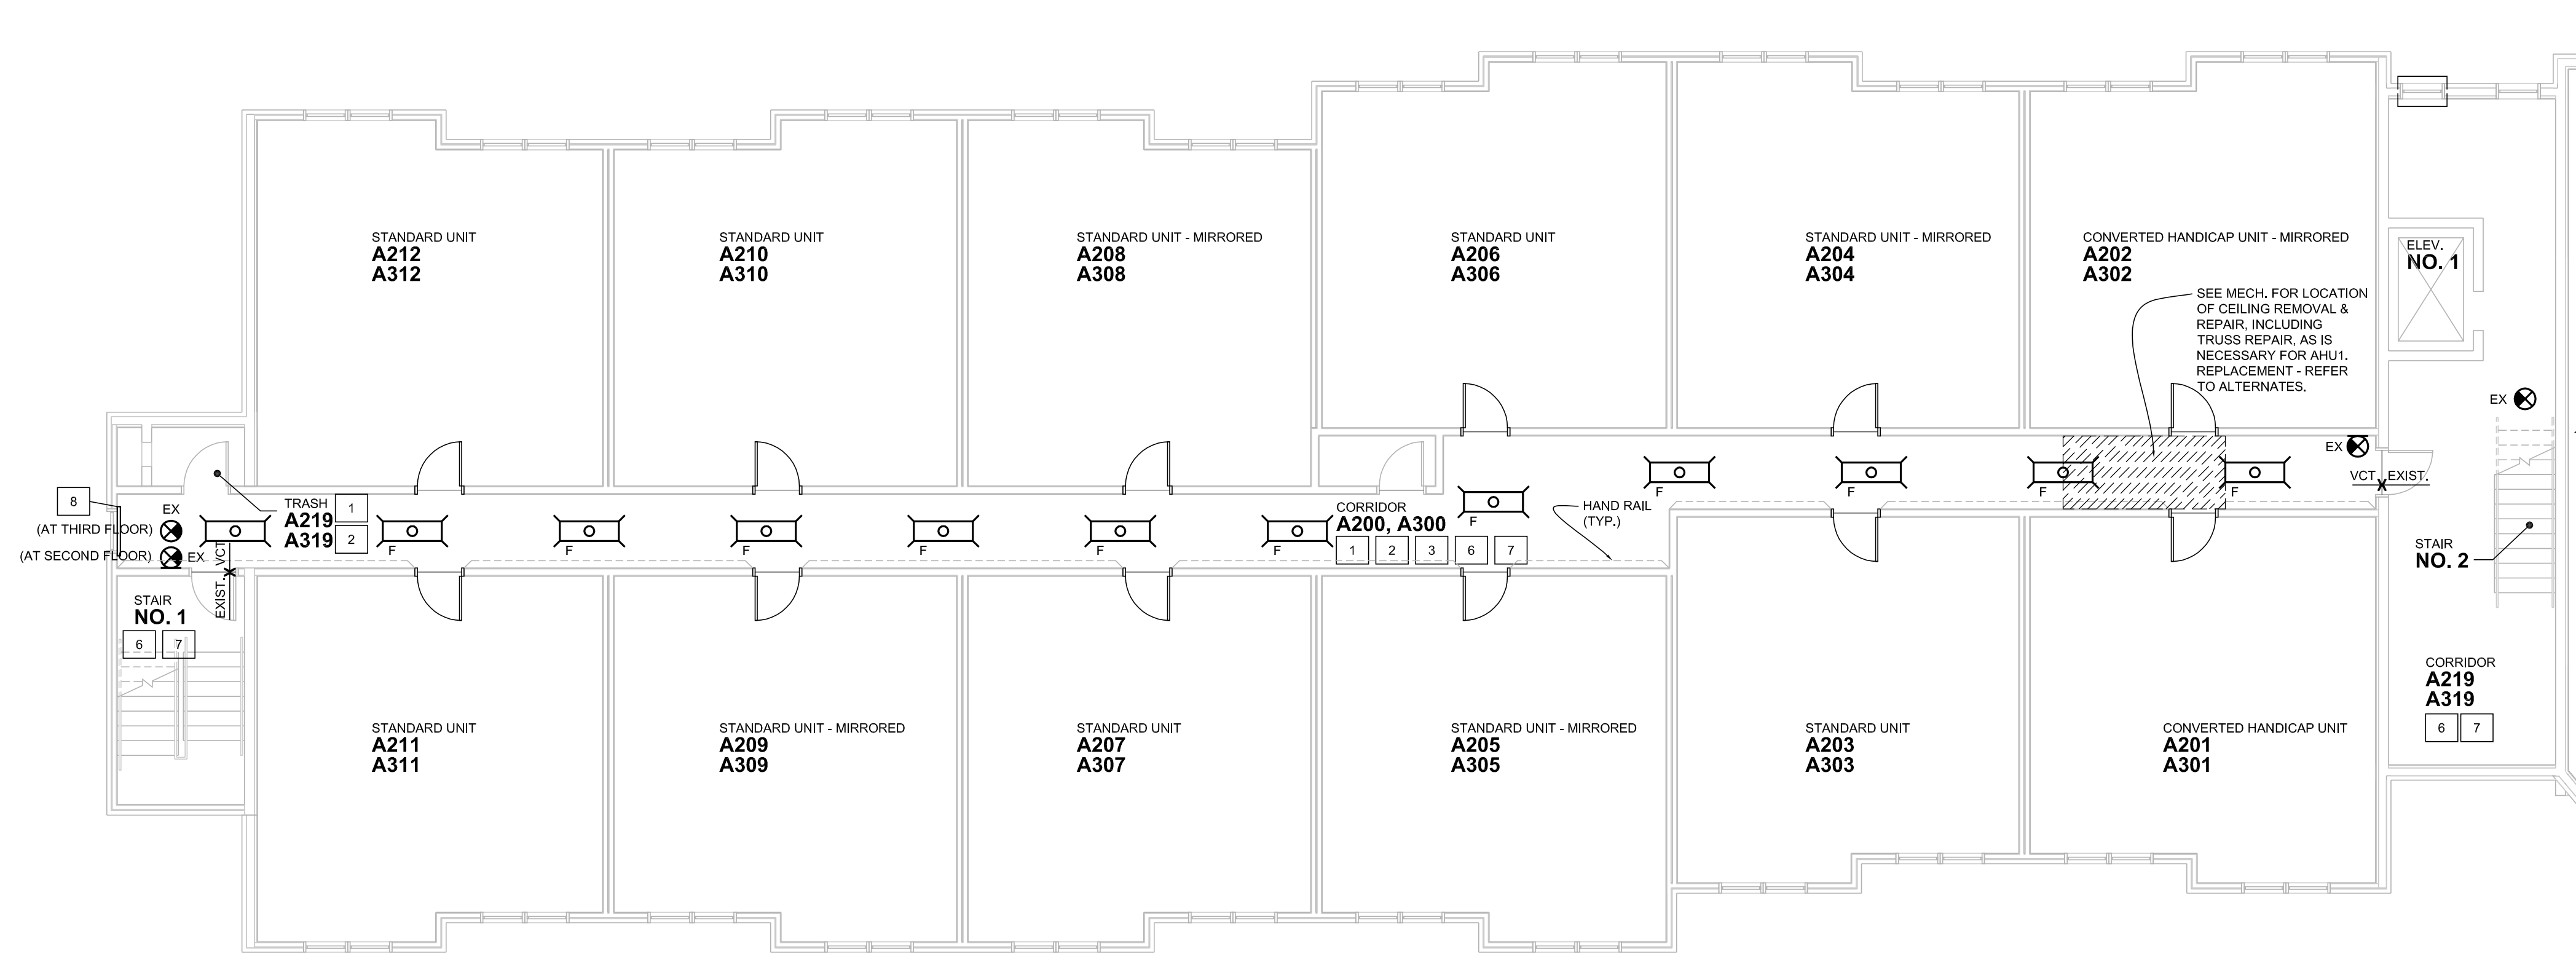 STANDARD UNIT
A212
A312
STANDARD UNIT
A210
A310
STANDARD UNIT - MIRRORED
A208
A308
STANDARD UNIT
A206
A306
STANDARD UNIT - MIRRORED
A204
A304
CONVERTED HANDICAP UNIT - MIRRORED
A202
A302
ELEV.
NO. 1
SEE MECH. FOR LOCATION
OF CEILING REMOVAL &
REPAIR, INCLUDING
TRUSS REPAIR, AS IS
NECESSARY FOR AHU1.
REPLACEMENT - REFER
TO ALTERNATES.
EX
EX
VCT
EXIST.
F
F
F
F
F
8
EX
(AT THIRD FLOOR)
(AT SECOND FLOOR)
EX
EXIST.
VCT
TRASH
A219
A319
1
2
F
F
F
F
F
F
CORRIDOR
A200, A300
1
2
3
6
7
HAND RAIL
(TYP.)
STAIR
NO. 1
6
7
STAIR
NO. 2
CORRIDOR
A219
A319
6
7
STANDARD UNIT
A211
A311
STANDARD UNIT - MIRRORED
A209
A309
STANDARD UNIT
A207
A307
STANDARD UNIT - MIRRORED
A205
A305
STANDARD UNIT
A203
A303
CONVERTED HANDICAP UNIT
A201
A301